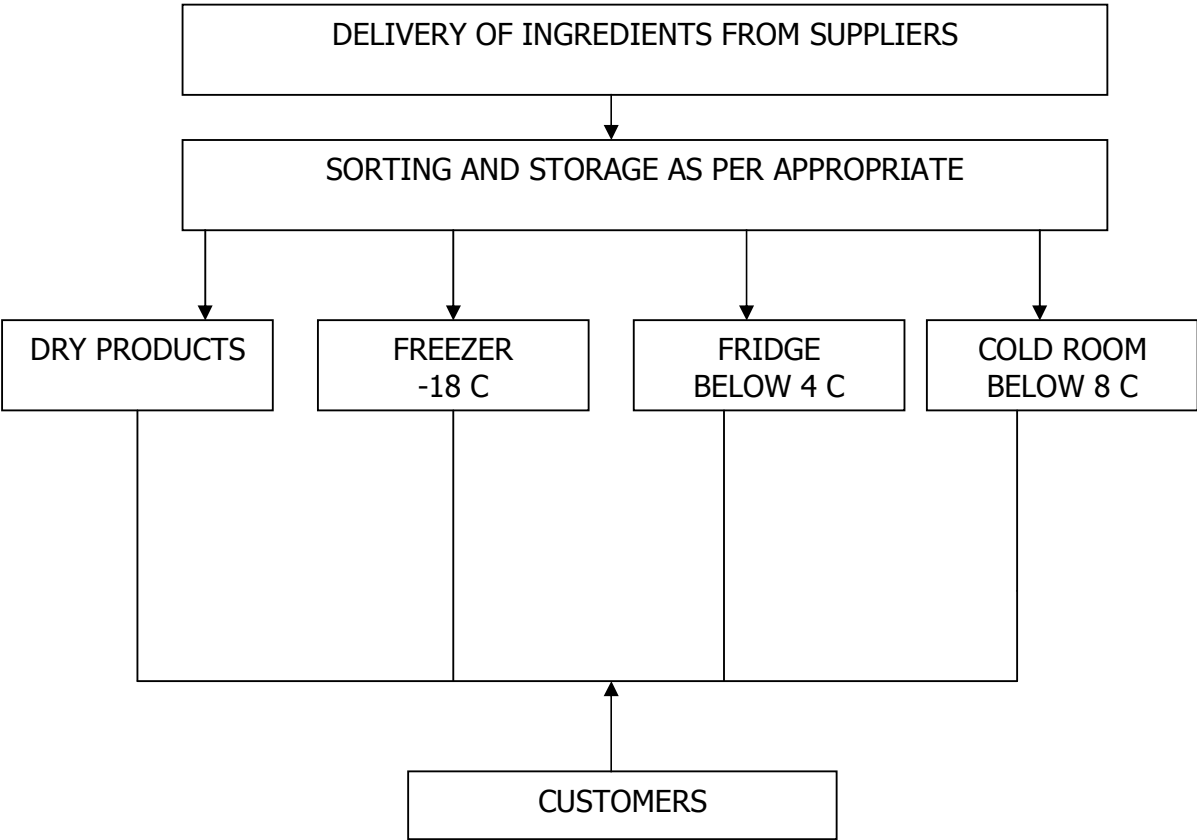 DELIVERY OF INGREDIENTS FROM SUPPLIERS
SORTING AND STORAGE AS PER APPROPRIATE
DRY PRODUCTS
FREEZER
-18 C
FRIDGE
BELOW 4 C
COLD ROOM
BELOW 8 C
CUSTOMERS